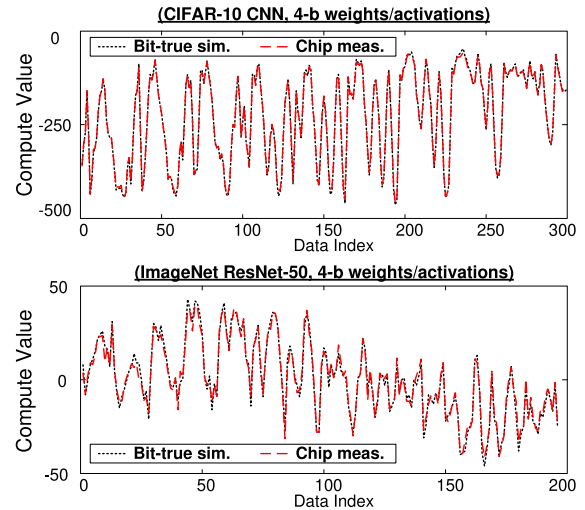 (CIFAR-10 CNN, 4-b weights/activations)
0
-250
-500
Compute Value
Bit-true sim.
Chip meas.
0 50 100 150 200 250 300
Data Index
(ImageNet ResNet-50, 4-b weights/activations)
50
0
-50
Compute Value
Bit-true sim.
Chip meas.
0 50 100 150 200
Data Index